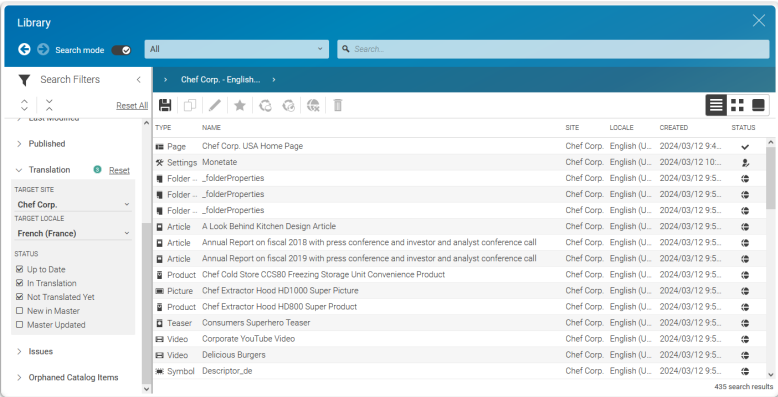 Library
Search mode
All
Search...
Search Filters
Chef Corp. - English...
Reset All
Last Modified
TYPE NAME SITE LOCALE CREATED STATUS
Published
Translation Reset
TARGET SITE
Chef Corp.
TARGET LOCALE
French (France)
STATUS
Up to Date
In Translation
Not Translated Yet
New in Master
Master Updated
Issues
Orphaned Catalog Items
Page Chef Corp. USA Home Page Chef Corp. English (U... 2024/03/12 9:4...
Settings Monetate Chef Corp. English (U... 2024/03/12 10:...
Folder ... _folderProperties Chef Corp. English (U... 2024/03/12 9:5...
Folder ... _folderProperties Chef Corp. English (U... 2024/03/12 9:5...
Folder ... _folderProperties Chef Corp. English (U... 2024/03/12 9:5...
Article A Look Behind Kitchen Design Article Chef Corp. English (U... 2024/03/12 9:5...
Article Annual Report on fiscal 2018 with press conference and investor and analyst conference call Chef Corp. English (U... 2024/03/12 9:5...
Article Annual Report on fiscal 2019 with press conference and investor and analyst conference call Chef Corp. English (U... 2024/03/12 9:5...
Product Chef Cold Store CCS80 Freezing Storage Unit Convenience Product Chef Corp. English (U... 2024/03/12 9:5...
Picture Chef Extractor Hood HD1000 Super Picture Chef Corp. English (U... 2024/03/12 9:5...
Product Chef Extractor Hood HD800 Super Product Chef Corp. English (U... 2024/03/12 9:5...
Teaser Consumers Superhero Teaser Chef Corp. English (U... 2024/03/12 9:5...
Video Corporate YouTube Video Chef Corp. English (U... 2024/03/12 9:5...
Video Delicious Burgers Chef Corp. English (U... 2024/03/12 9:5...
Symbol Descriptor_de Chef Corp. English (U... 2024/03/12 9:5...
435 search results